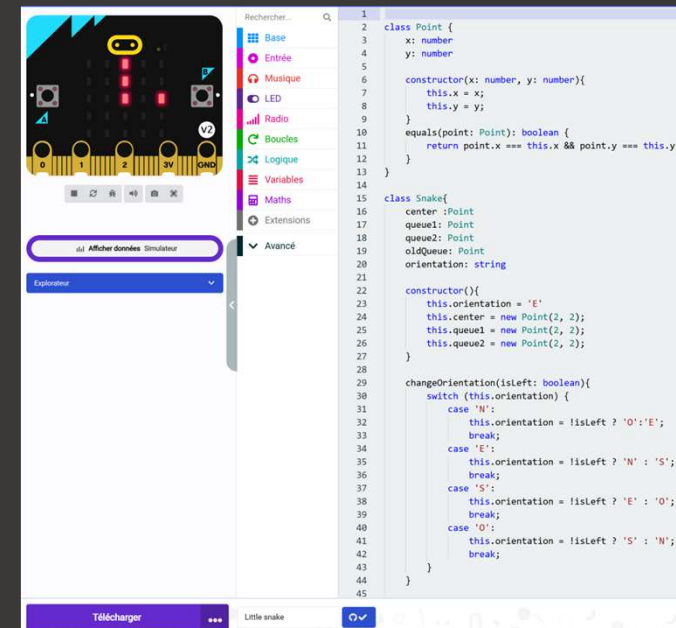 A
B
V2
0 1 2 3V GND
Afficher données Simulateur
Explorateur
Télécharger
Rechercher...
Base
Entrée
Musique
LED
Radio
Boucles
Logique
Variables
Maths
Extensions
Avancé
Little snake
1
2 class Point {
3 x: number
4 y: number
5
6 constructor(x: number, y: number){
7 this.x = x;
8 this.y = y;
9 }
10 equals(point: Point): boolean {
11 return point.x === this.x && point.y === this.y
12 }
13 }
14
15 class Snake{
16 center :Point
17 queue1: Point
18 queue2: Point
19 oldQueue: Point
20 orientation: string
21
22 constructor(){
23 this.orientation = 'E'
24 this.center = new Point(2, 2);
25 this.queue1 = new Point(2, 2);
26 this.queue2 = new Point(2, 2);
27 }
28
29 changeOrientation(isLeft: boolean){
30 switch (this.orientation) {
31 case 'N':
32 this.orientation = !isLeft ? 'O':'E';
33 break;
34 case 'E':
35 this.orientation = !isLeft ? 'N' : 'S';
36 break;
37 case 'S':
38 this.orientation = !isLeft ? 'E' : 'O';
39 break;
40 case 'O':
41 this.orientation = !isLeft ? 'S' : 'N';
42 break;
43 }
44 }
45